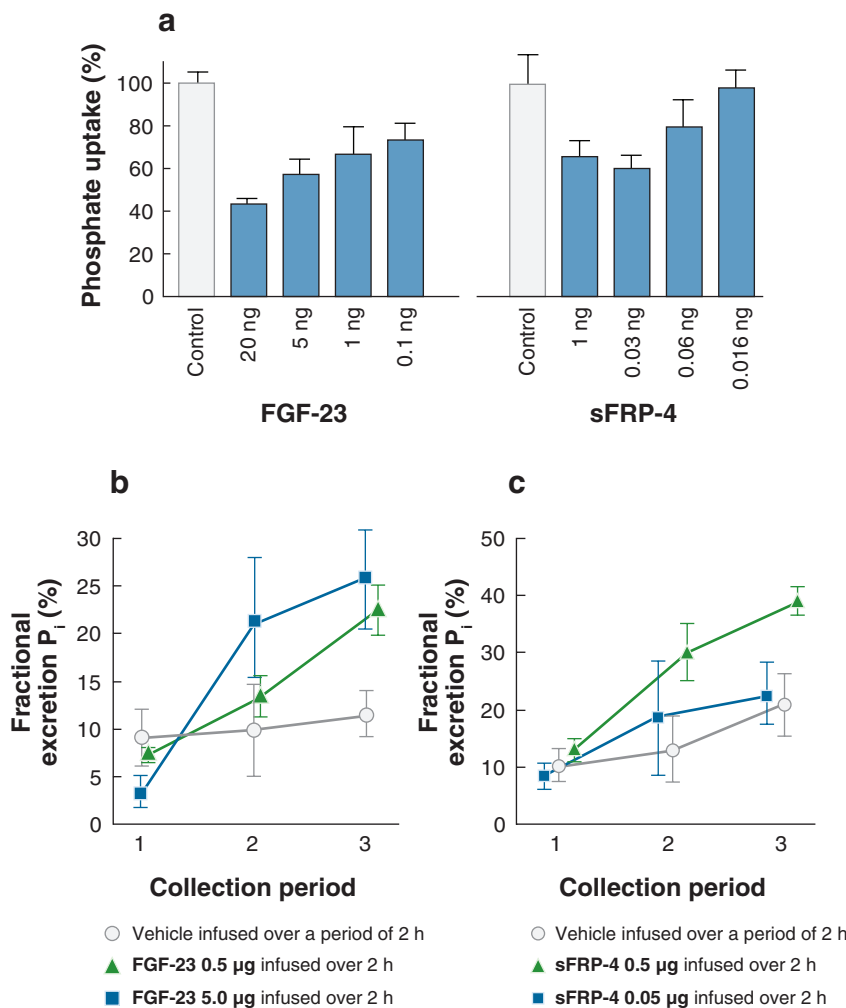 a
Phosphate uptake (%)
100
80
60
40
20
0
Control
20 ng
5 ng
1 ng
0.1 ng
Control
1 ng
0.03 ng
0.06 ng
0.016 ng
FGF-23
sFRP-4
b
Fractional
excretion Pi (%)
30
25
20
15
10
5
0
1 2 3
Collection period
Vehicle infused over a period of 2 h
FGF-23 0.5 µg infused over 2 h
FGF-23 5.0 µg infused over 2 h
c
Fractional
excretion Pi (%)
50
40
30
20
10
0
1 2 3
Collection period
Vehicle infused over a period of 2 h
sFRP-4 0.5 µg infused over 2 h
sFRP-4 0.05 µg infused over 2 h